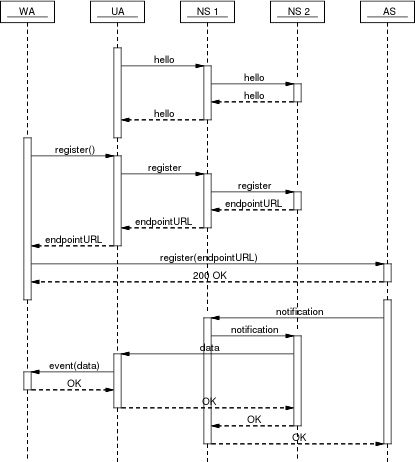 WA UA NS 1 NS 2 AS
hello
hello
hello
hello
register()
register
register
endpointURL
endpointURL
endpointURL
register(endpointURL)
200 OK
notification
notification
data
event(data)
OK
OK
OK
OK